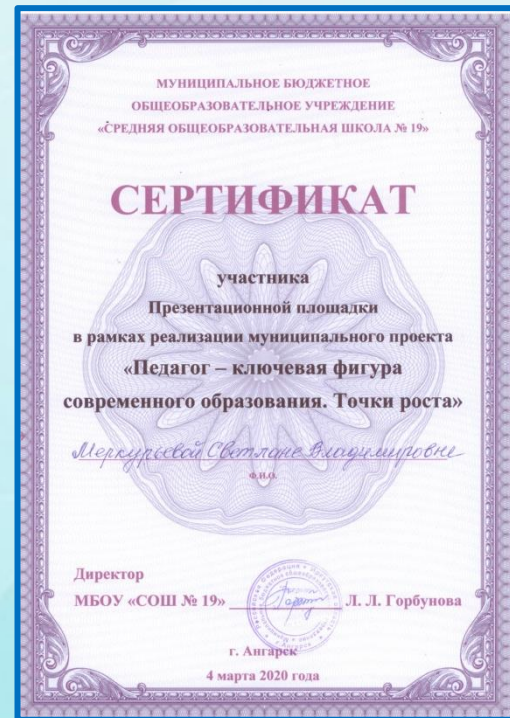 МУНИЦИПАЛЬНОЕ БЮДЖЕТНОЕ
ОБЩЕОБРАЗОВАТЕЛЬНОЕ УЧРЕЖДЕНИЕ
«СРЕДНЯЯ ОБЩЕОБРАЗОВАТЕЛЬНАЯ ШКОЛА № 19»
СЕРТИФИКАТ
участника
Презентационной площадки
в рамках реализации муниципального проекта
«Педагог – ключевая фигура
современного образования. Точки роста»
Меркурьевой Светлане Владимировне
Ф.И.О.
Директор
МБОУ «СОШ № 19» Л. Л. Горбунова
г. Ангарск
4 марта 2020 года